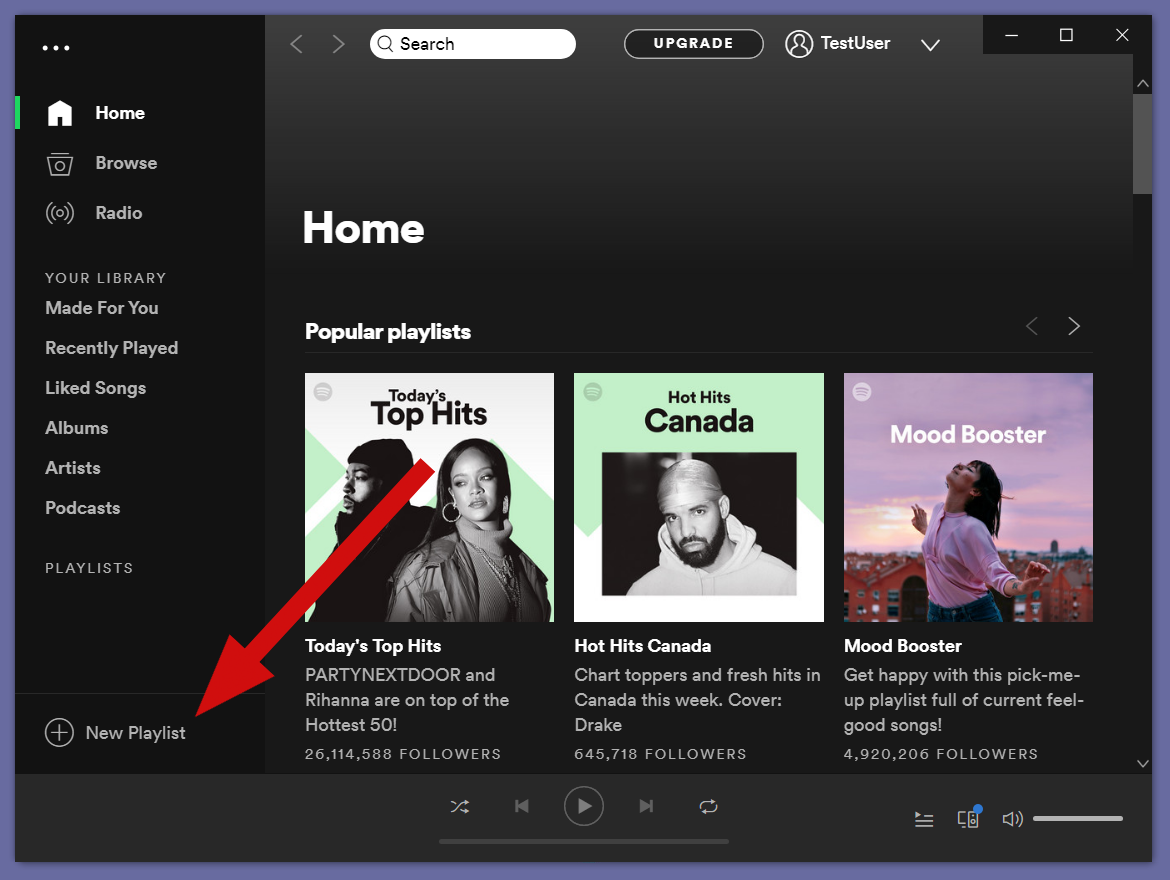 Search
UPGRADE
TestUser
Home
Browse
Radio
YOUR LIBRARY
Made For You
Recently Played
Liked Songs
Albums
Artists
Podcasts
PLAYLISTS
New Playlist
Home
Popular playlists
Today's
Top Hits
Today's Top Hits
PARTYNEXTDOOR and
Rihanna are on top of the
Hottest 50!
26,114,588 FOLLOWERS
Hot Hits
Canada
Hot Hits Canada
Chart toppers and fresh hits in
Canada this week. Cover:
Drake
645,718 FOLLOWERS
Mood Booster
Mood Booster
Get happy with this pick-me-
up playlist full of current feel-
good songs!
4,920,206 FOLLOWERS